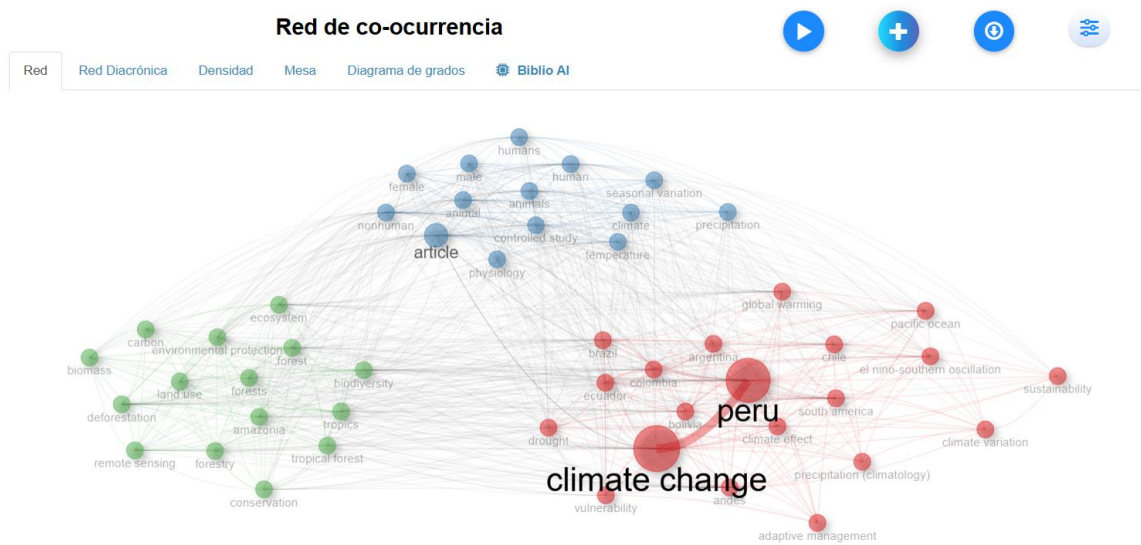 Red de co-ocurrencia
Red
Red Diacrónica
Densidad
Mesa
Diagrama de grados
Biblio AI
humans
male
human
female
seasonal variation
animals
animal
nonhuman
climate
precipitation
controlled study
article
temperature
physiology
global warming
ecosystem
pacific ocean
carbon
environmental protection
brazil
argentina
chile
forest
biomass
el nino-southern oscillation
biodiversity
colombia
sustainability
land use
forests
ecuador
peru
south america
deforestation
amazonia
tropics
bolivia
drought
climate effect
climate variation
remote sensing
forestry
tropical forest
climate change
precipitation (climatology)
conservation
vulnerability
andes
adaptive management